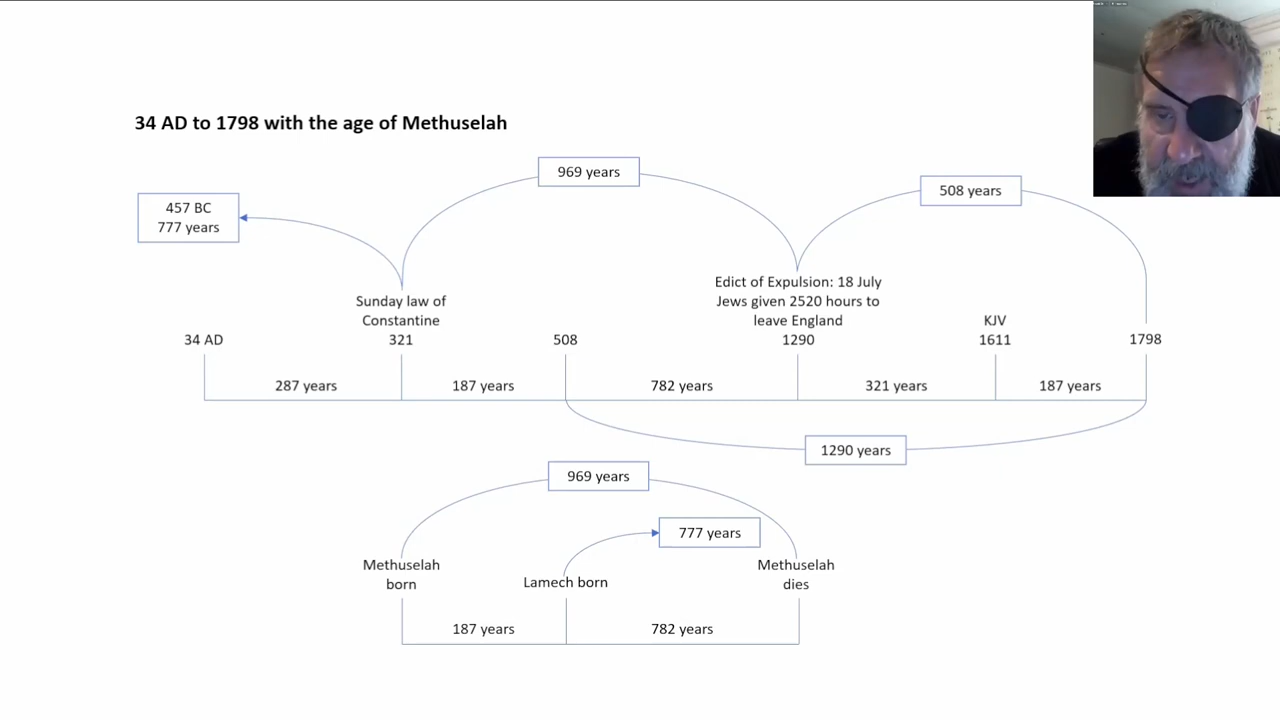 34 AD to 1798 with the age of Methuselah
969 years
508 years
457 BC
777 years
Edict of Expulsion: 18 July
Jews given 2520 hours to
leave England
Sunday law of
Constantine
KJV
34 AD
321
508
1290
1611
1798
287 years
187 years
782 years
321 years
187 years
1290 years
969 years
777 years
Methuselah
born
Lamech born
Methuselah
dies
187 years
782 years